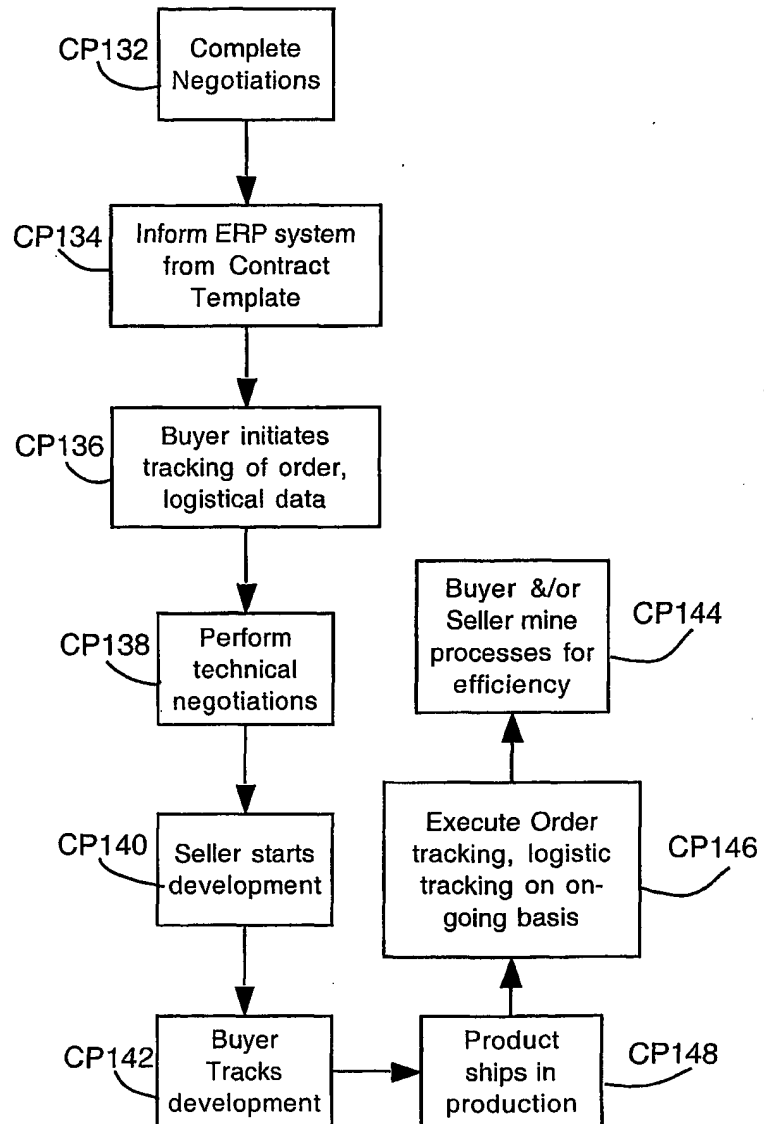 CP132
Complete
Negotiations
CP134
Inform ERP system
from Contract
Template
CP136
Buyer initiates
tracking of order,
logistical data
CP138
Perform
technical
negotiations
CP140
Seller starts
development
CP142
Buyer
Tracks
development
Product
ships in
production
CP148
Execute Order
tracking, logistic
tracking on on-
going basis
CP146
Buyer &/or
Seller mine
processes for
efficiency
CP144